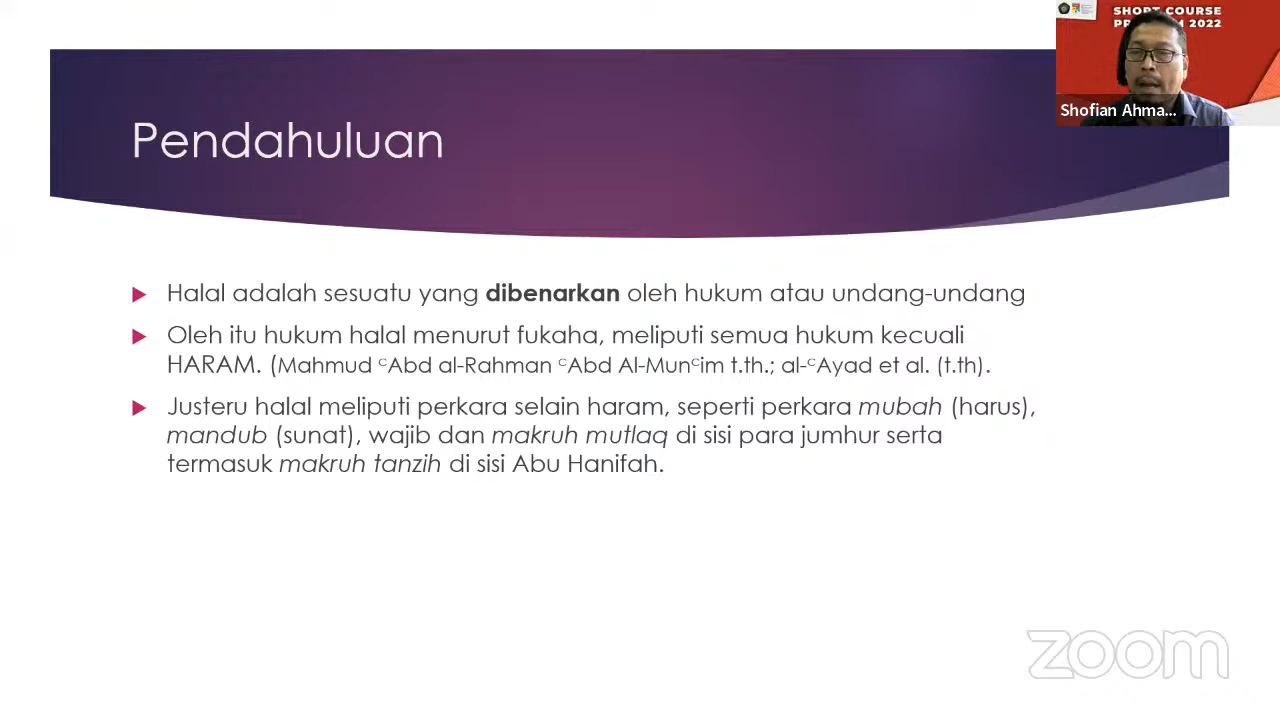 SHORT COURSE
PROGRAM 2022
Shofian Ahma...
Pendahuluan
Halal adalah sesuatu yang dibenarkan oleh hukum atau undang-undang
Oleh itu hukum halal menurut fukaha, meliputi semua hukum kecuali
HARAM. (Mahmud ᶜAbd al-Rahman ᶜAbd Al-Munᶜim t.th.; al-ᶜAyad et al. (t.th).
Justeru halal meliputi perkara selain haram, seperti perkara mubah (harus),
mandub (sunat), wajib dan makruh mutlaq di sisi para jumhur serta
termasuk makruh tanzih di sisi Abu Hanifah.
zoom